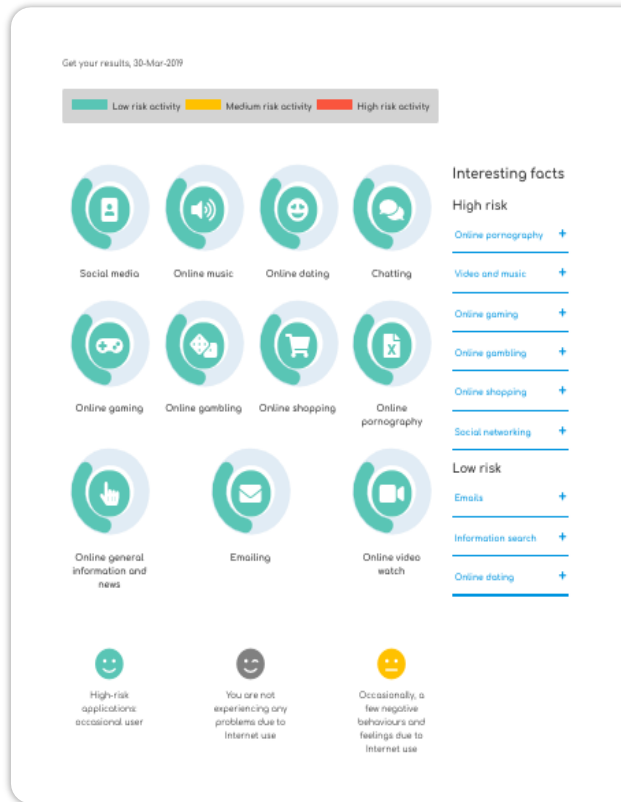 Get your results, 30-Mar-2019
Low risk activity
Medium risk activity
High risk activity
Social media
Online music
Online dating
Chatting
Online gaming
Online gambling
Online shopping
Online
pornography
Online general
information and
news
Emailing
Online video
watch
High-risk
applications:
occasional user
You are not
experiencing any
problems due to
Internet use
Occasionally, a
few negative
behaviours and
feelings due to
Internet use
Interesting facts
High risk
Online pornography +
Video and music +
Online gaming +
Online gambling +
Online shopping +
Social networking +
Low risk
Emails +
Information search +
Online dating +